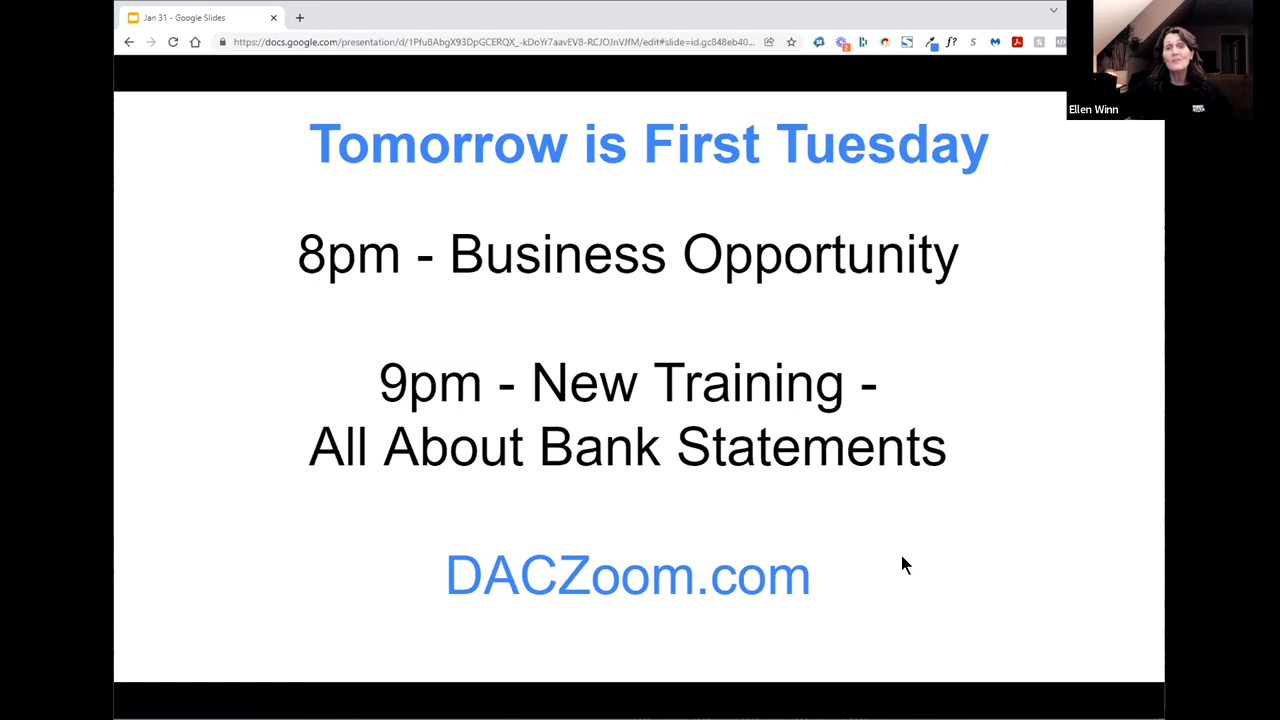 Jan 31 - Google Slides
https://docs.google.com/presentation/d/1PfuBAbgX93DpGCERQX_-kDoYr7aavEV8-RCJOJnVJfM/edit#slide=id.gc848eb40...
Ellen Winn
Tomorrow is First Tuesday
8pm - Business Opportunity
9pm - New Training -
All About Bank Statements
DACZoom.com